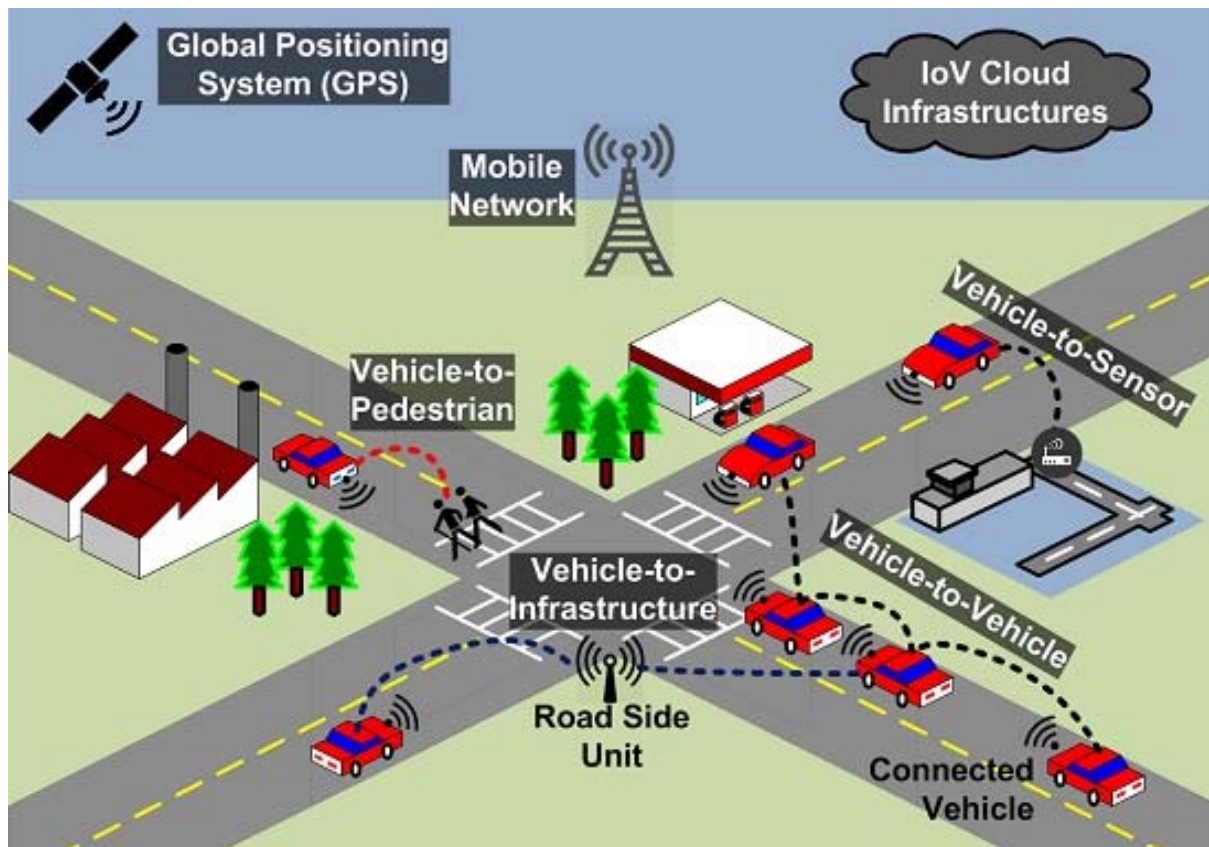 Global Positioning
System (GPS)
IoV Cloud
Infrastructures
Mobile
Network
Vehicle-to-Sensor
Vehicle-to-
Pedestrian
Vehicle-to-Vehicle
Vehicle-to-
Infrastructure
Road Side
Unit
Connected
Vehicle